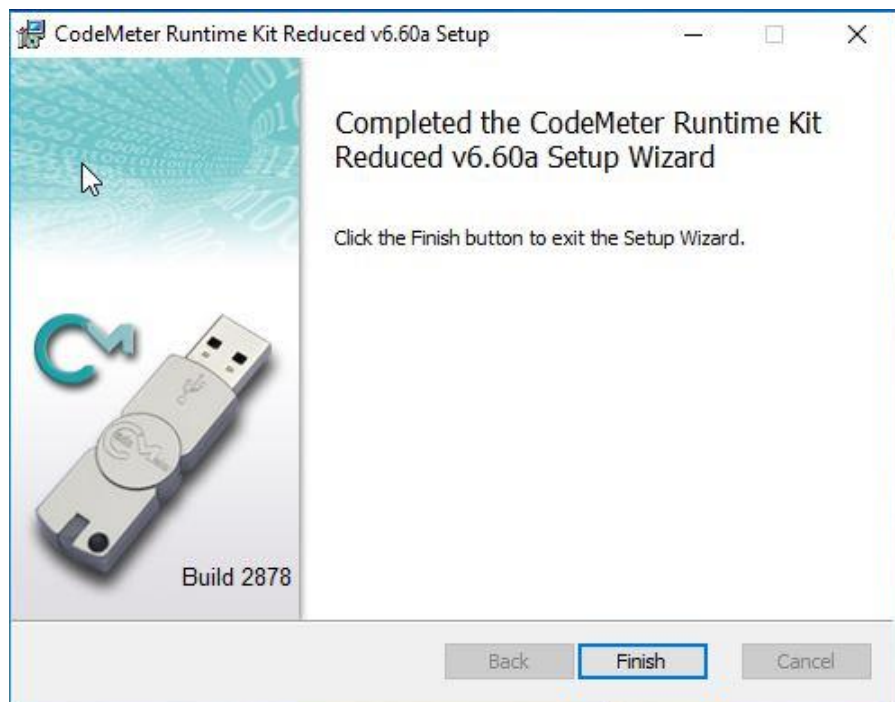 CodeMeter Runtime Kit Reduced v6.60a Setup
Completed the CodeMeter Runtime Kit
Reduced v6.60a Setup Wizard
Click the Finish button to exit the Setup Wizard.
Build 2878
Back
Finish
Cancel